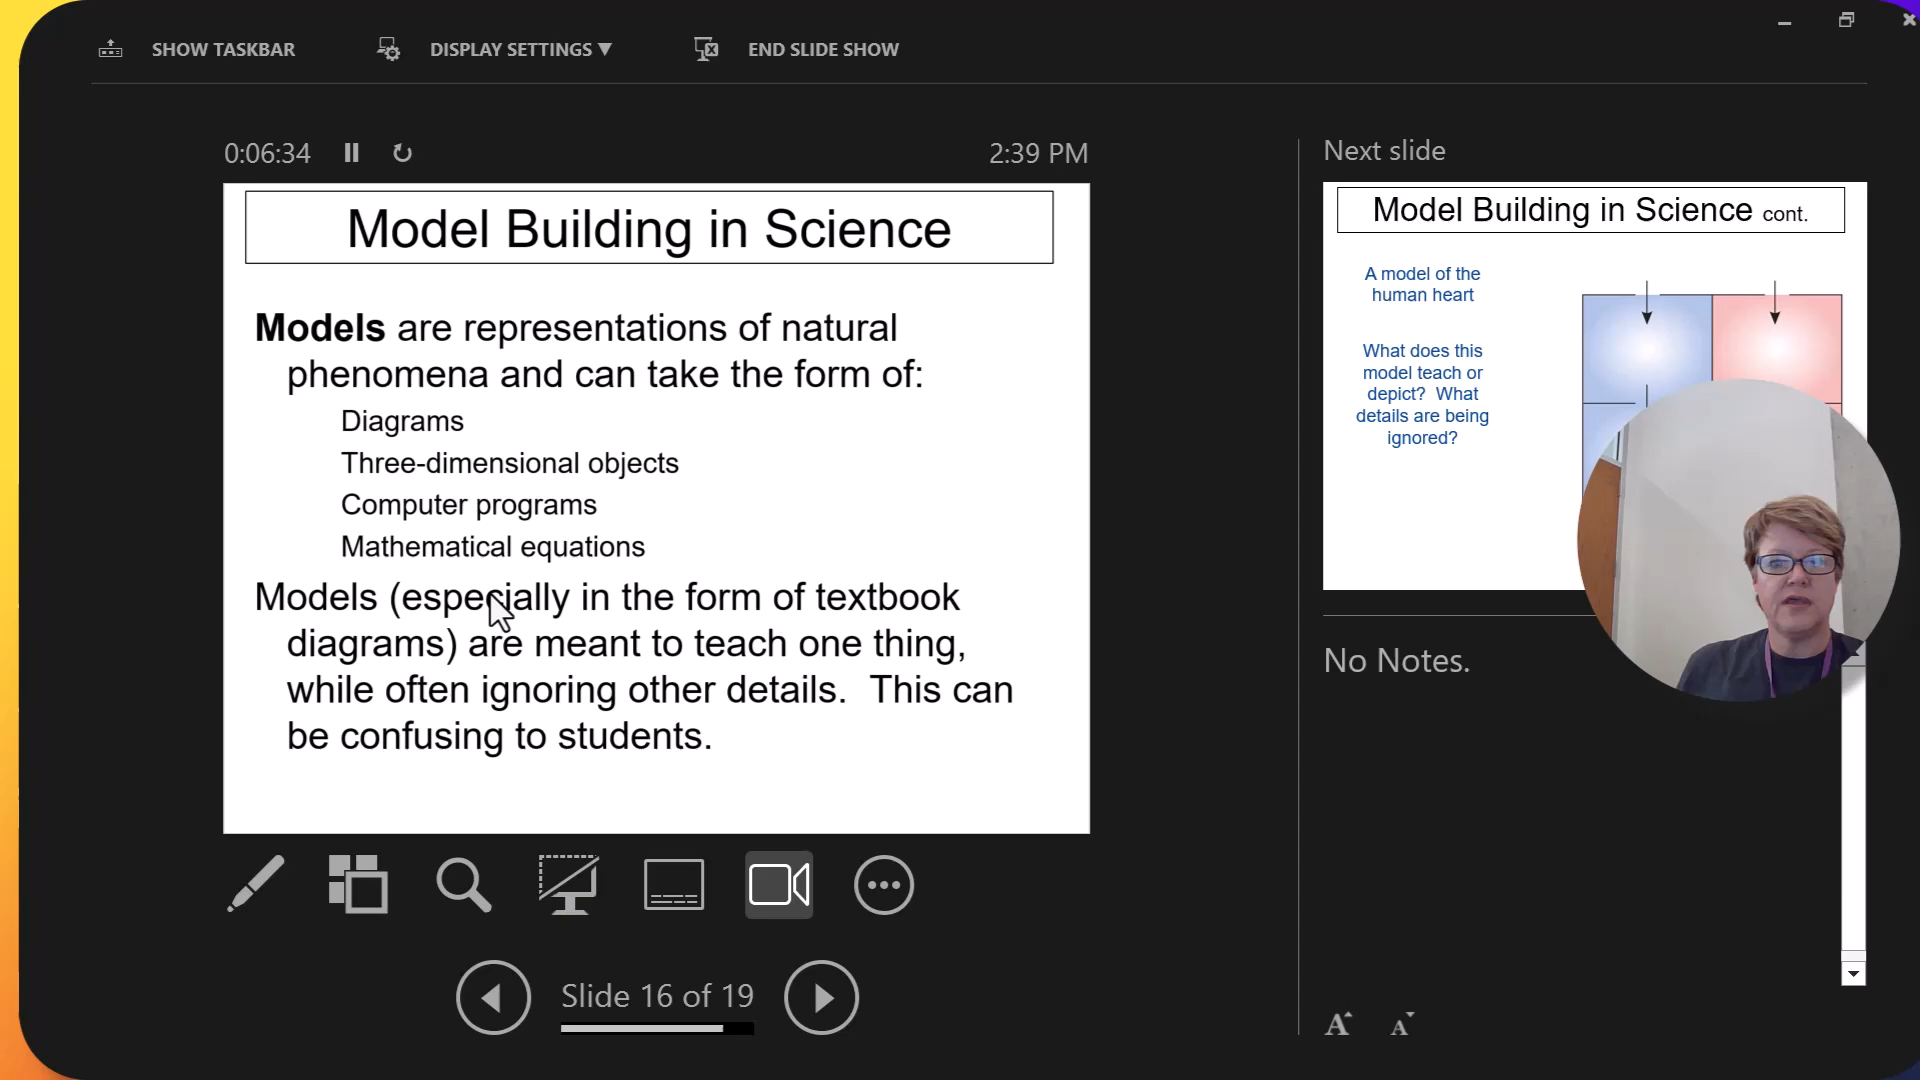 SHOW TASKBAR
DISPLAY SETTINGS ▼
END SLIDE SHOW
0:06:34
2:39 PM
Model Building in Science
Models are representations of natural
phenomena and can take the form of:
Diagrams
Three-dimensional objects
Computer programs
Mathematical equations
Models (especially in the form of textbook
diagrams) are meant to teach one thing,
while often ignoring other details.  This can
be confusing to students.
Slide 16 of 19
Next slide
Model Building in Science cont.
A model of the
human heart
What does this
model teach or
depict?  What
details are being
ignored?
No Notes.
A A